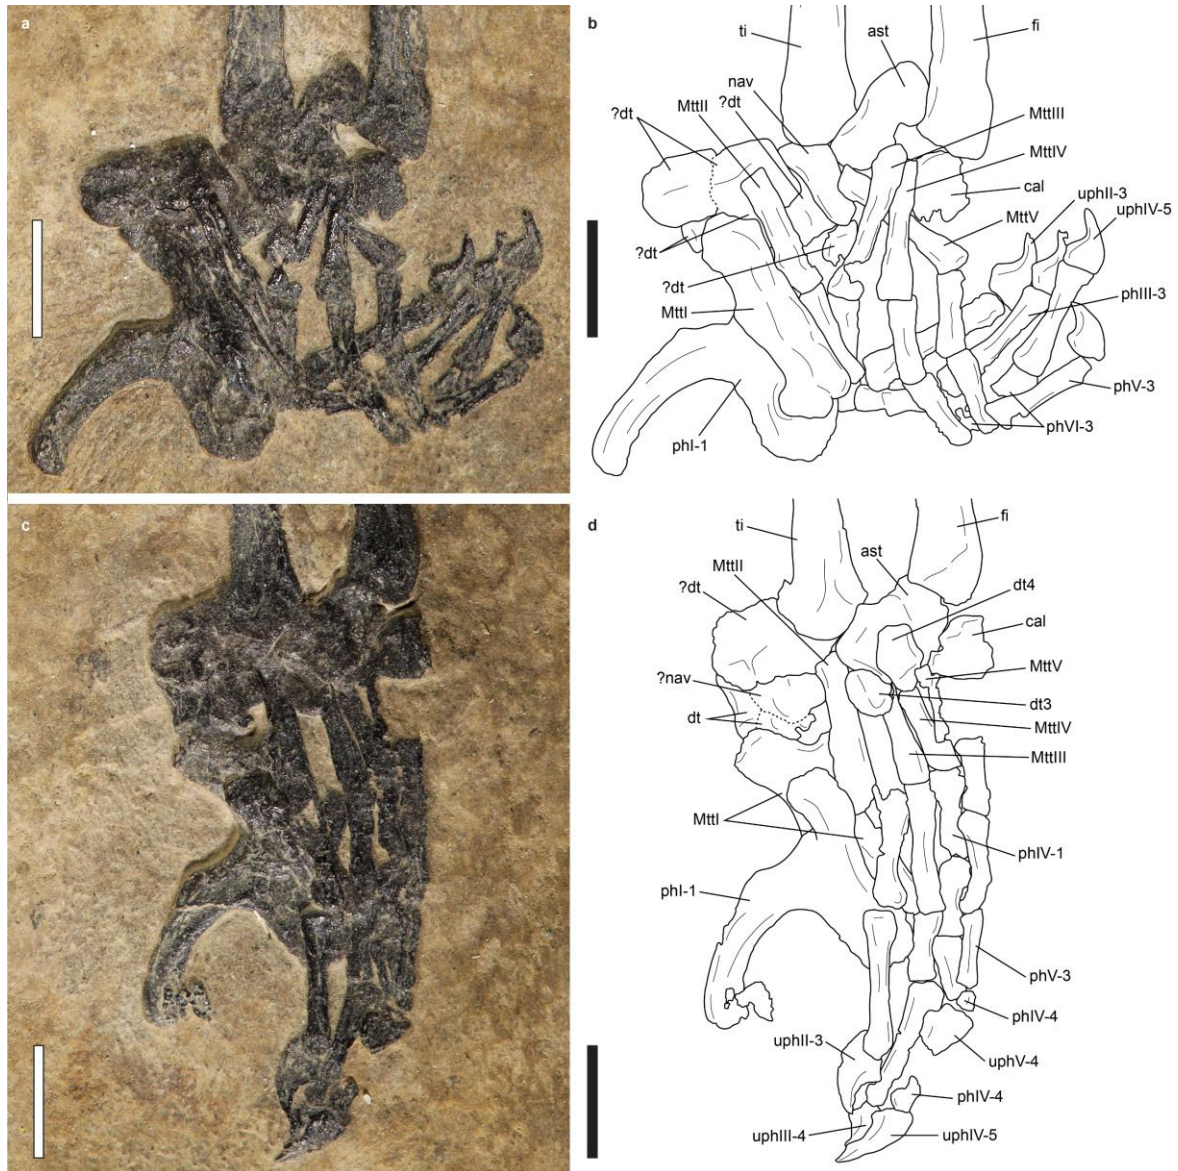 a
b
ti
ast
fi
nav
MttII
?dt
?dt
MttIII
MttIV
cal
uphII-3
uphIV-5
MttV
?dt
?dt
phIII-3
MttI
phV-3
phI-1
phVI-3
c
d
ti
fi
ast
MttII
?dt
dt4
cal
?nav
MttV
dt
dt3
MttIV
MttIII
MttI
phIV-1
phI-1
phV-3
phIV-4
uphII-3
uphV-4
phIV-4
uphIII-4
uphIV-5